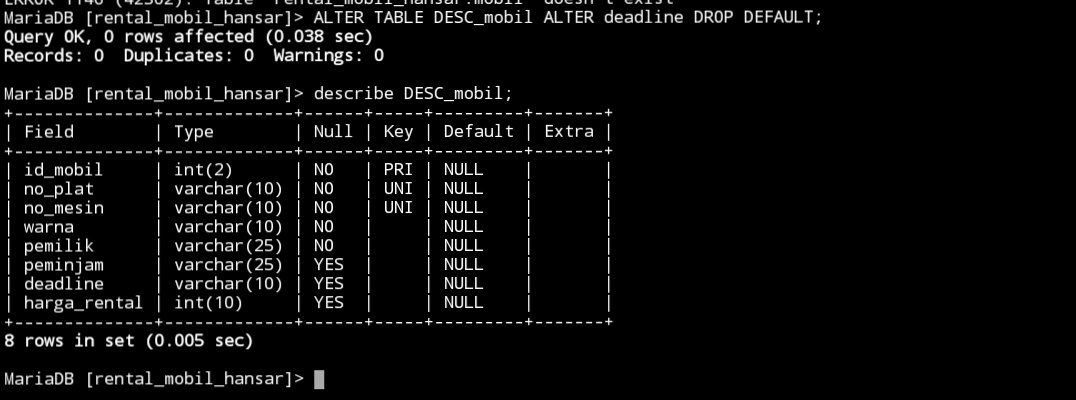 ERROR 1146 (42S02): Table 'rental_mobil_hansar.mobil' doesn't exist
MariaDB [rental_mobil_hansar]> ALTER TABLE DESC_mobil ALTER deadline DROP DEFAULT;
Query OK, 0 rows affected (0.038 sec)
Records: 0  Duplicates: 0  Warnings: 0
MariaDB [rental_mobil_hansar]> describe DESC_mobil;
+--------------+-------------+------+-----+---------+-------+
| Field        | Type        | Null | Key | Default | Extra |
+--------------+-------------+------+-----+---------+-------+
| id_mobil     | int(2)      | NO   | PRI | NULL    |       |
| no_plat      | varchar(10) | NO   | UNI | NULL    |       |
| no_mesin     | varchar(10) | NO   | UNI | NULL    |       |
| warna        | varchar(10) | NO   |     | NULL    |       |
| pemilik      | varchar(25) | NO   |     | NULL    |       |
| peminjam     | varchar(25) | YES  |     | NULL    |       |
| deadline     | varchar(10) | YES  |     | NULL    |       |
| harga_rental | int(10)     | YES  |     | NULL    |       |
+--------------+-------------+------+-----+---------+-------+
8 rows in set (0.005 sec)
MariaDB [rental_mobil_hansar]>